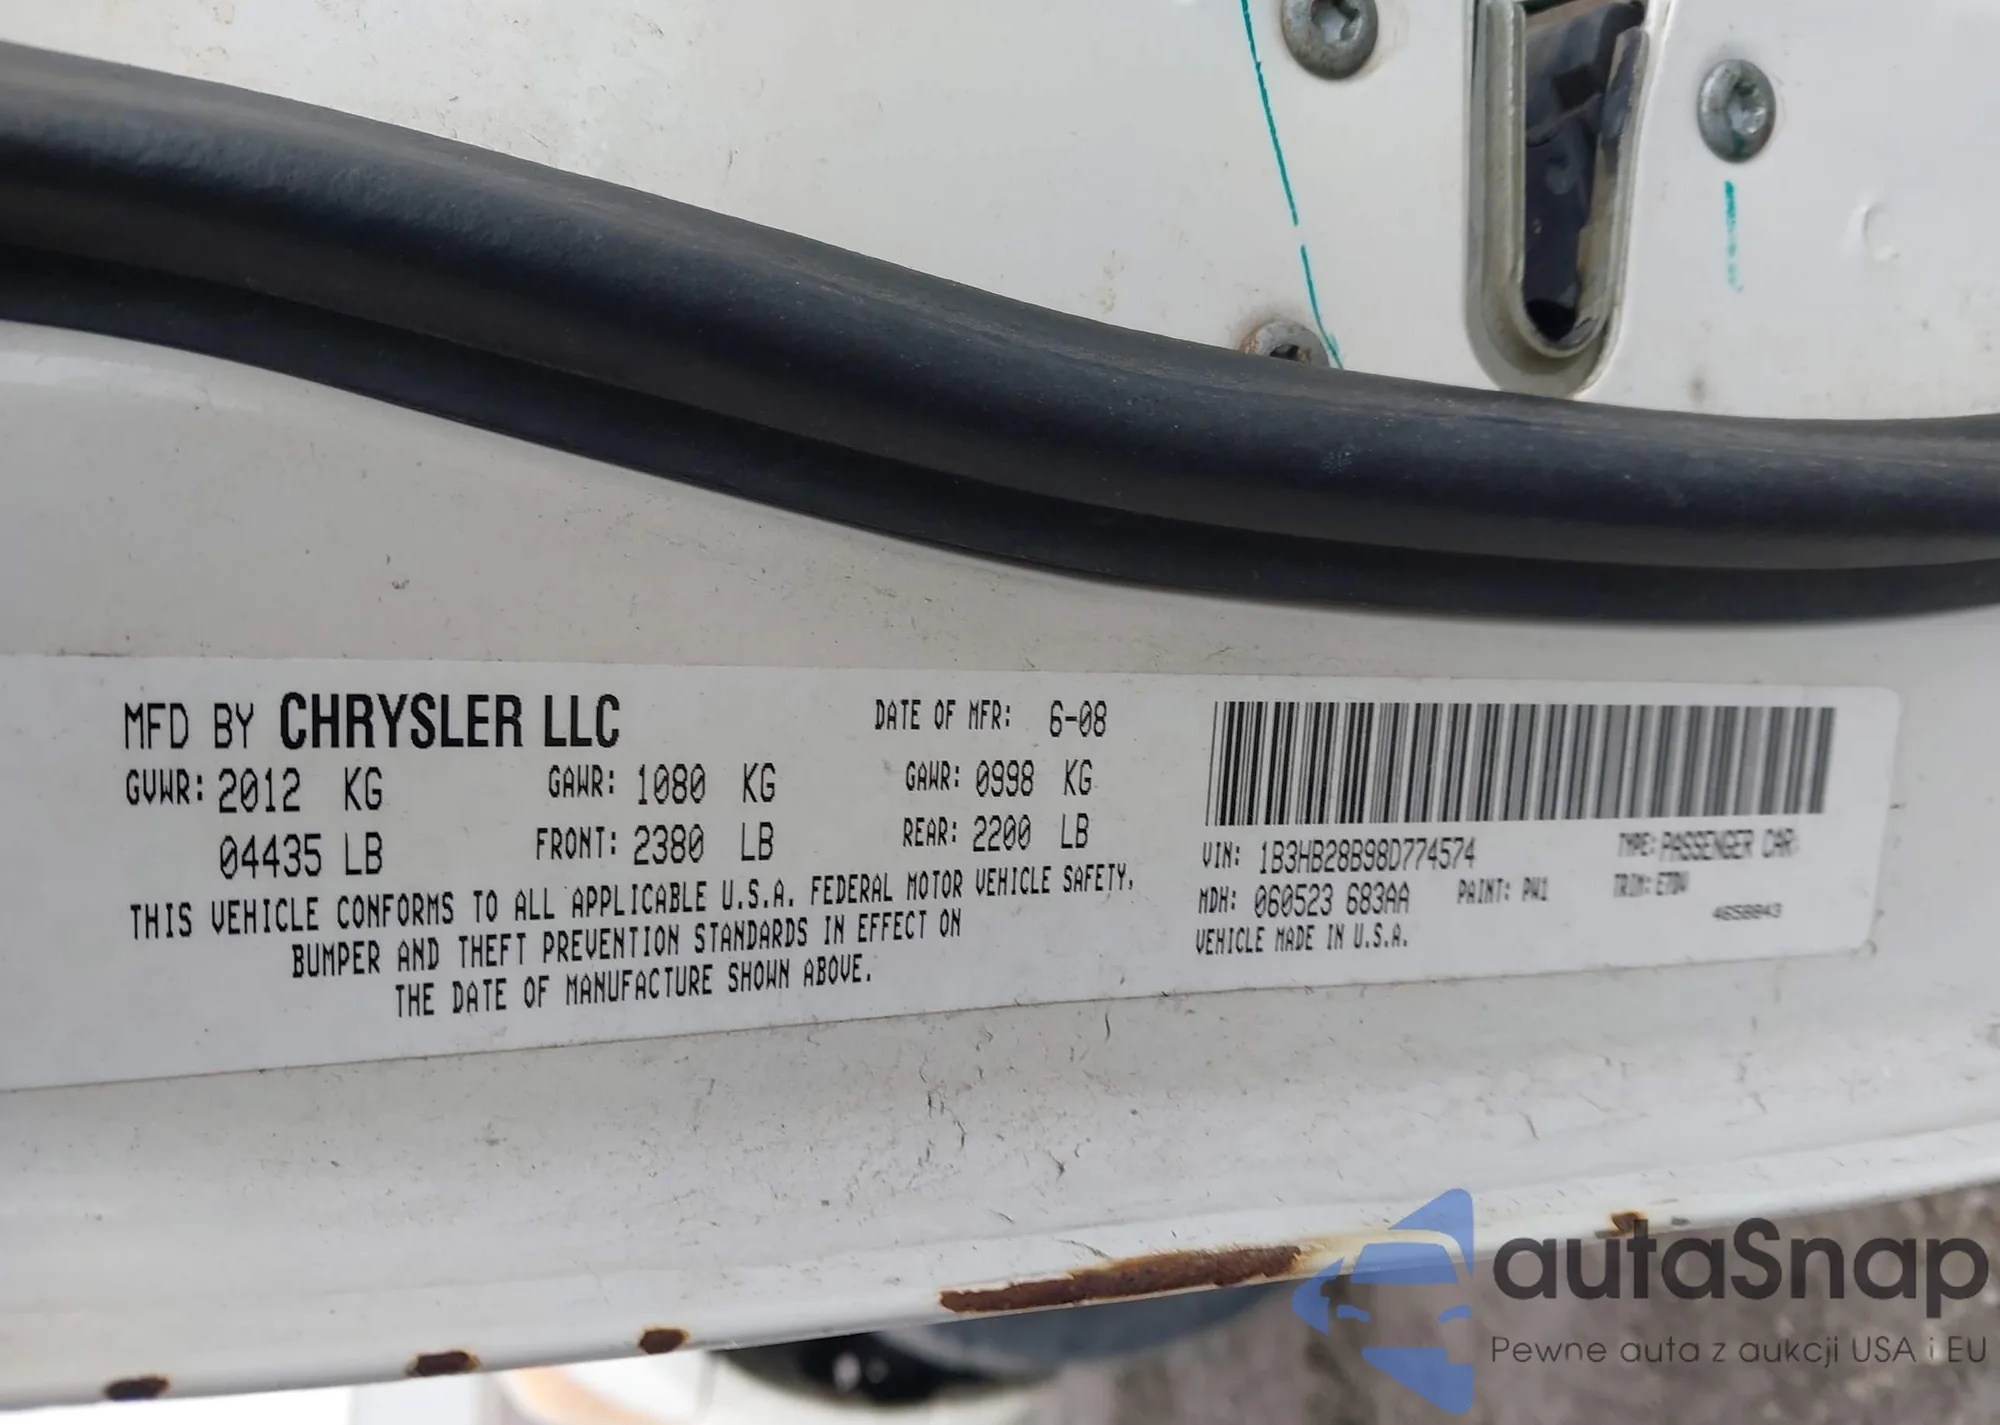 MFD BY CHRYSLER LLC
DATE OF MFR: 6-08
GVWR: 2012 KG
GAWR: 1080 KG
GAWR: 0998 KG
04435 LB
FRONT: 2380 LB
REAR: 2200 LB
THIS VEHICLE CONFORMS TO ALL APPLICABLE U.S.A. FEDERAL MOTOR VEHICLE SAFETY,
BUMPER AND THEFT PREVENTION STANDARDS IN EFFECT ON
THE DATE OF MANUFACTURE SHOWN ABOVE.
VIN: 1B3HB28B98D774574
TYPE: PASSENGER CAR
MDH: 060523 683AA
PAINT: PW1
TRIM: E7DV
4658843
VEHICLE MADE IN U.S.A.
autaSnap
Pewne auta z aukcji USA i EU